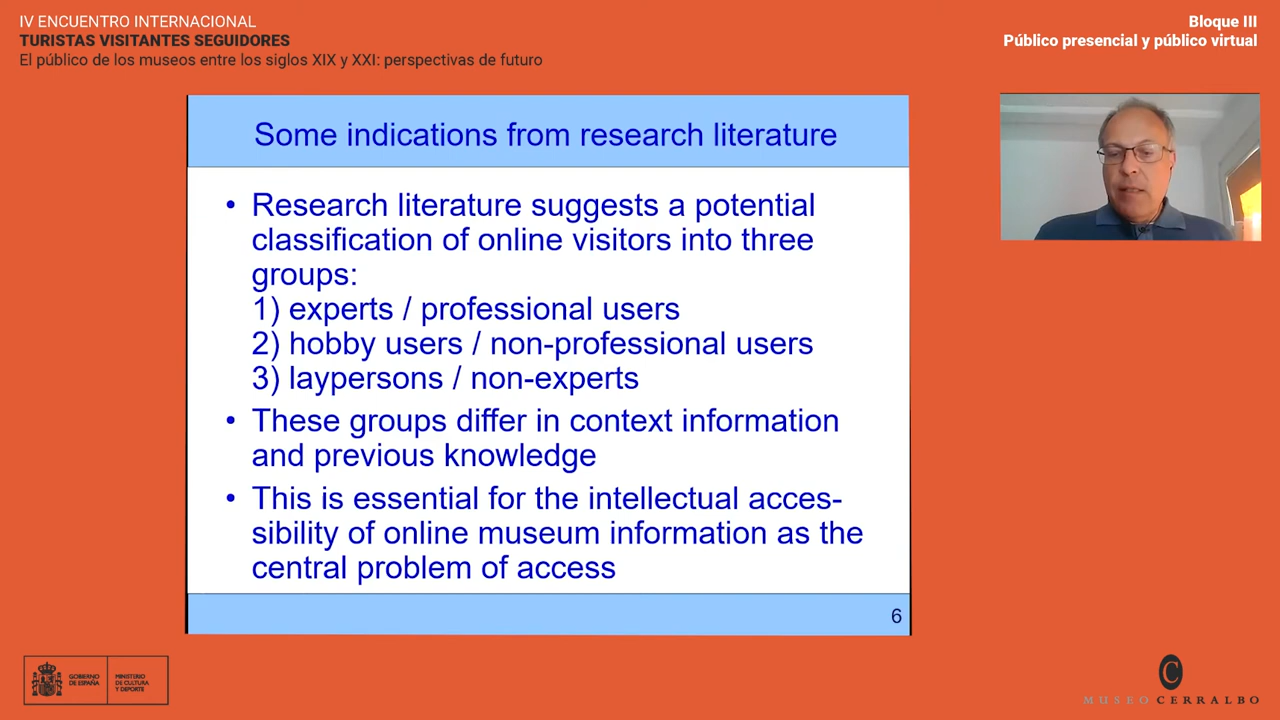 IV ENCUENTRO INTERNACIONAL
TURISTAS VISITANTES SEGUIDORES
El público de los museos entre los siglos XIX y XXI: perspectivas de futuro
Bloque III
Público presencial y público virtual
Some indications from research literature
• Research literature suggests a potential
classification of online visitors into three
groups:
1) experts / professional users
2) hobby users / non-professional users
3) laypersons / non-experts
• These groups differ in context information
and previous knowledge
• This is essential for the intellectual acces-
sibility of online museum information as the
central problem of access
6
GOBIERNO
DE ESPAÑA
MINISTERIO
DE CULTURA
Y DEPORTE
C
MUSEO CERRALBO